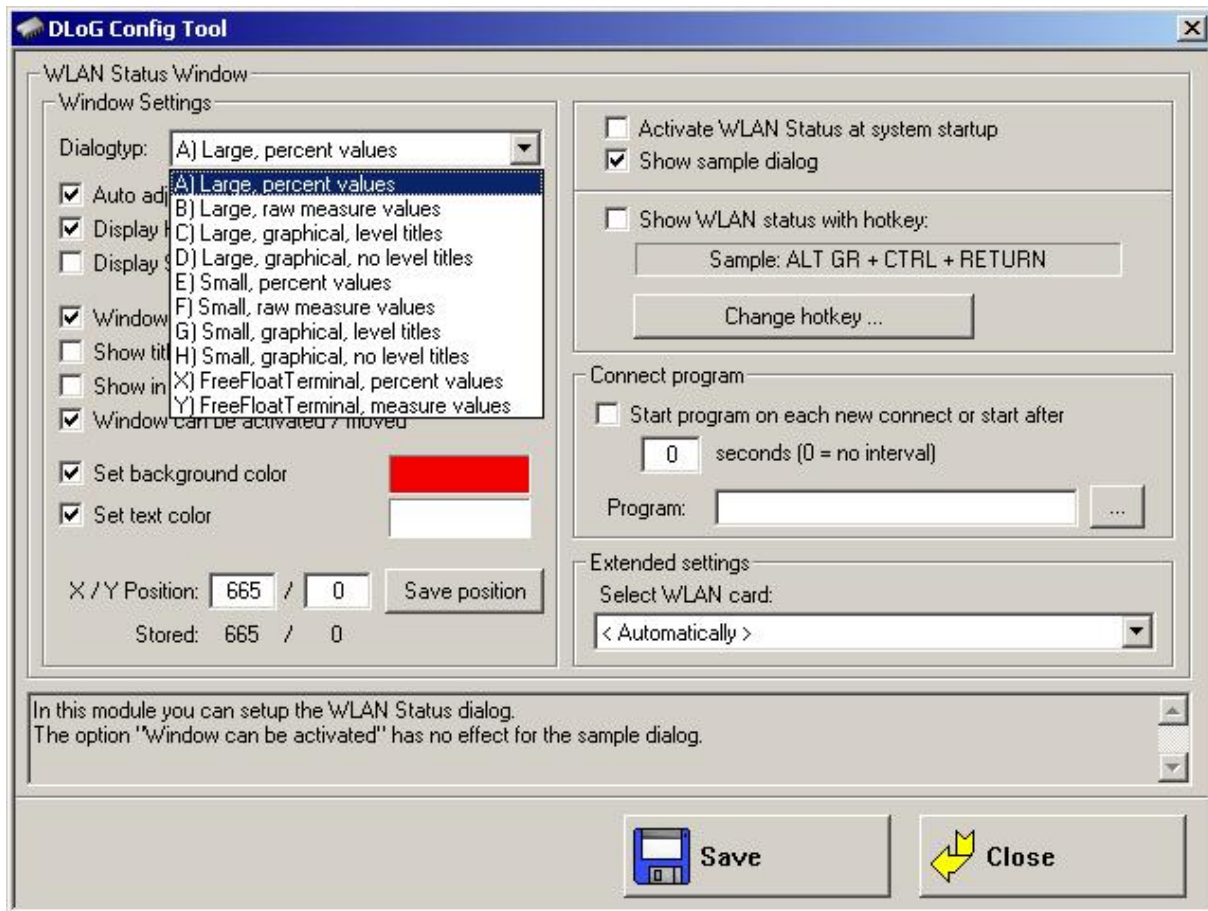 DLoG Config Tool
WLAN Status Window
Window Settings
Dialogtyp: A) Large, percent values
A) Large, percent values
B) Large, raw measure values
C) Large, graphical, level titles
D) Large, graphical, no level titles
E) Small, percent values
F) Small, raw measure values
G) Small, graphical, level titles
H) Small, graphical, no level titles
X) FreeFloatTerminal, percent values
Y) FreeFloatTerminal, measure values
Auto
Display
Display
Window
Show
Show in
Window can be activated / moved
Set background color
Set text color
X / Y Position: 665 / 0 Save position
Stored: 665 / 0
Activate WLAN Status at system startup
Show sample dialog
Show WLAN status with hotkey:
Sample: ALT GR + CTRL + RETURN
Change hotkey ...
Connect program
Start program on each new connect or start after
0 seconds (0 = no interval)
Program: ...
Extended settings
Select WLAN card:
< Automatically >
In this module you can setup the WLAN Status dialog.
The option "Window can be activated" has no effect for the sample dialog.
Save
Close